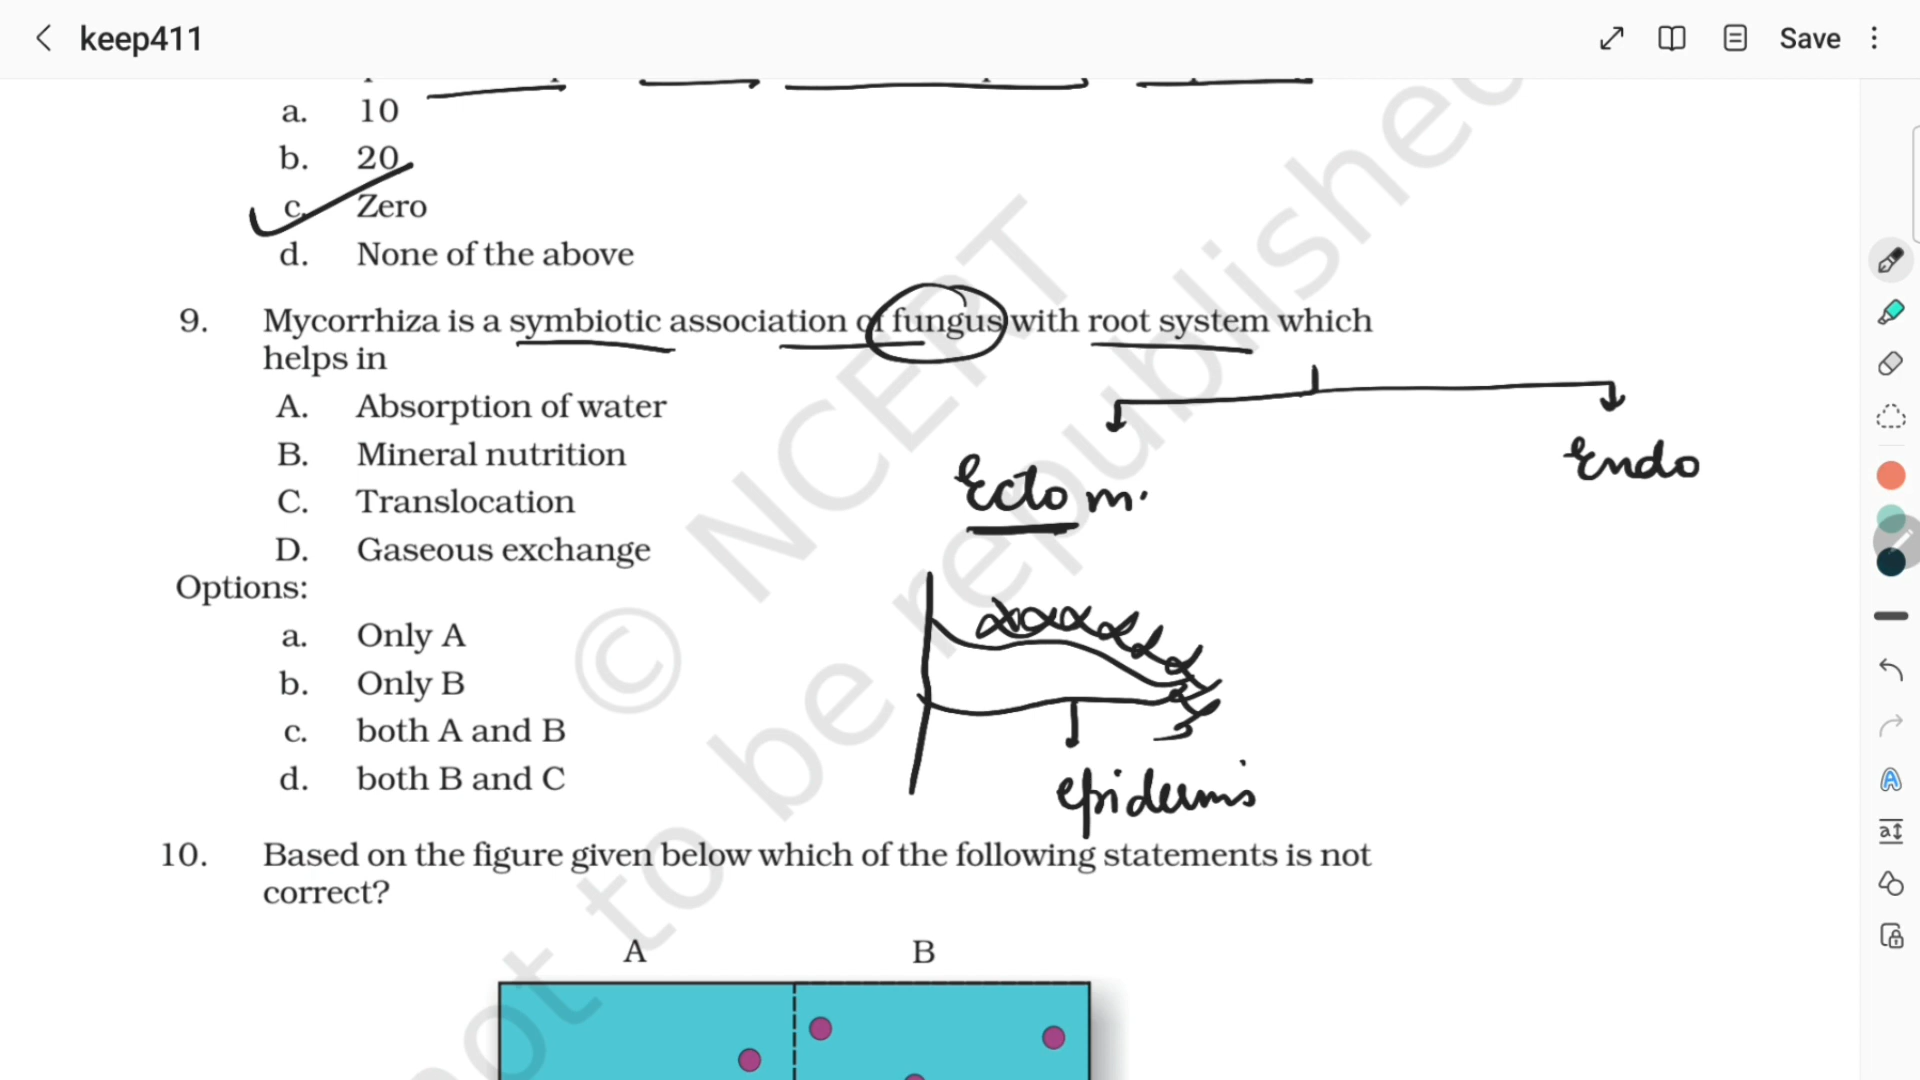 keep411
Save
a. 10
b. 20
c. Zero
d. None of the above
9. Mycorrhiza is a symbiotic association of fungus with root system which
helps in
A. Absorption of water
B. Mineral nutrition
C. Translocation
D. Gaseous exchange
Ecto m.
Endo
Options:
a. Only A
b. Only B
c. both A and B
d. both B and C
epidermis
10. Based on the figure given below which of the following statements is not
correct?
A B
© NCERT
not to be republished